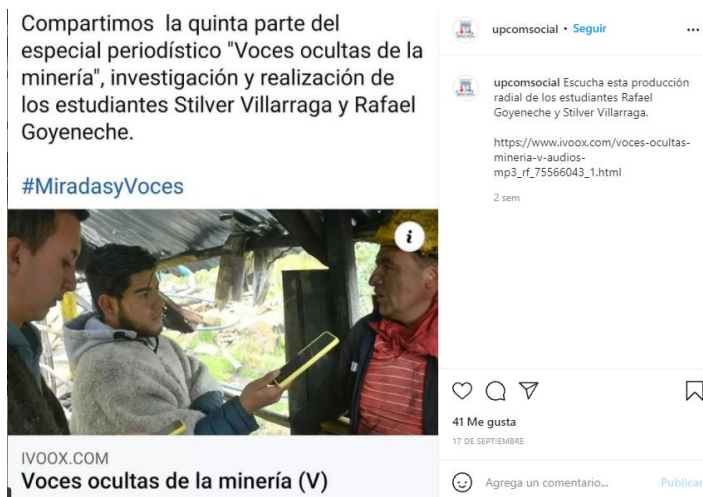 Compartimos la quinta parte del
especial periodístico "Voces ocultas de la
minería", investigación y realización de
los estudiantes Stilver Villarraga y Rafael
Goyeneche.
#MiradasyVoces
i
IVOOX.COM
Voces ocultas de la minería (V)
upcomsocial • Seguir
upcomsocial Escucha esta producción
radial de los estudiantes Rafael
Goyeneche y Stilver Villarraga.
https://www.ivoox.com/voces-ocultas-
mineria-v-audios-
mp3_rf_75566043_1.html
2 sem
41 Me gusta
17 DE SEPTIEMBRE
Agrega un comentario...
Publicar